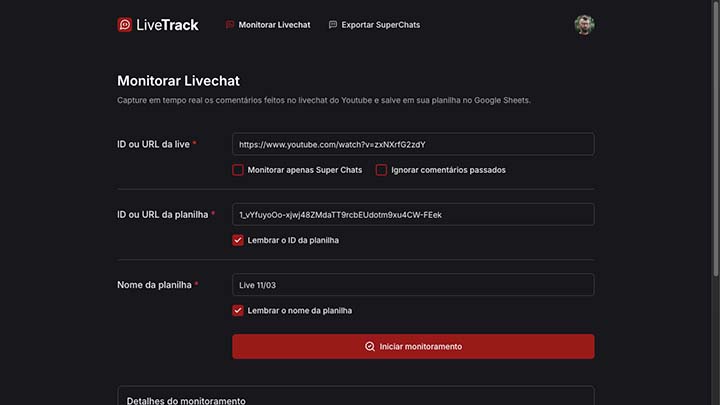 LiveTrack
Monitorar Livechat
Exportar SuperChats
Monitorar Livechat
Capture em tempo real os comentários feitos no livechat do Youtube e salve em sua planilha no Google Sheets.
ID ou URL da live *
https://www.youtube.com/watch?v=zxNXrfG2zdY
Monitorar apenas Super Chats
Ignorar comentários passados
ID ou URL da planilha *
1_vYfuyoOo-xjwj48ZMdaTT9rcbEUdotm9xu4CW-FEek
Lembrar o ID da planilha
Nome da planilha *
Live 11/03
Lembrar o nome da planilha
Iniciar monitoramento
Detalhes do monitoramento